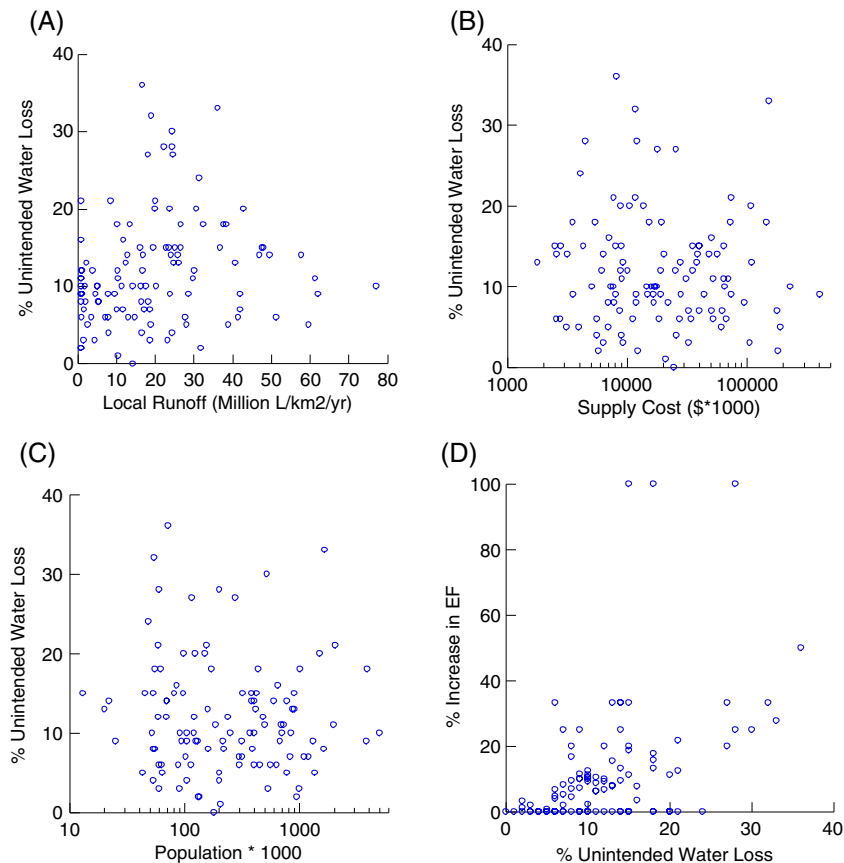 (A)
40
30
20
10
0
% Unintended Water Loss
0 10 20 30 40 50 60 70 80
Local Runoff (Million L/km2/yr)
(B)
40
30
20
10
0
% Unintended Water Loss
1000 10000 100000
Supply Cost ($*1000)
(C)
40
30
20
10
0
% Unintended Water Loss
10 100 1000
Population * 1000
(D)
100
80
60
40
20
0
% Increase in EF
0 10 20 30 40
% Unintended Water Loss